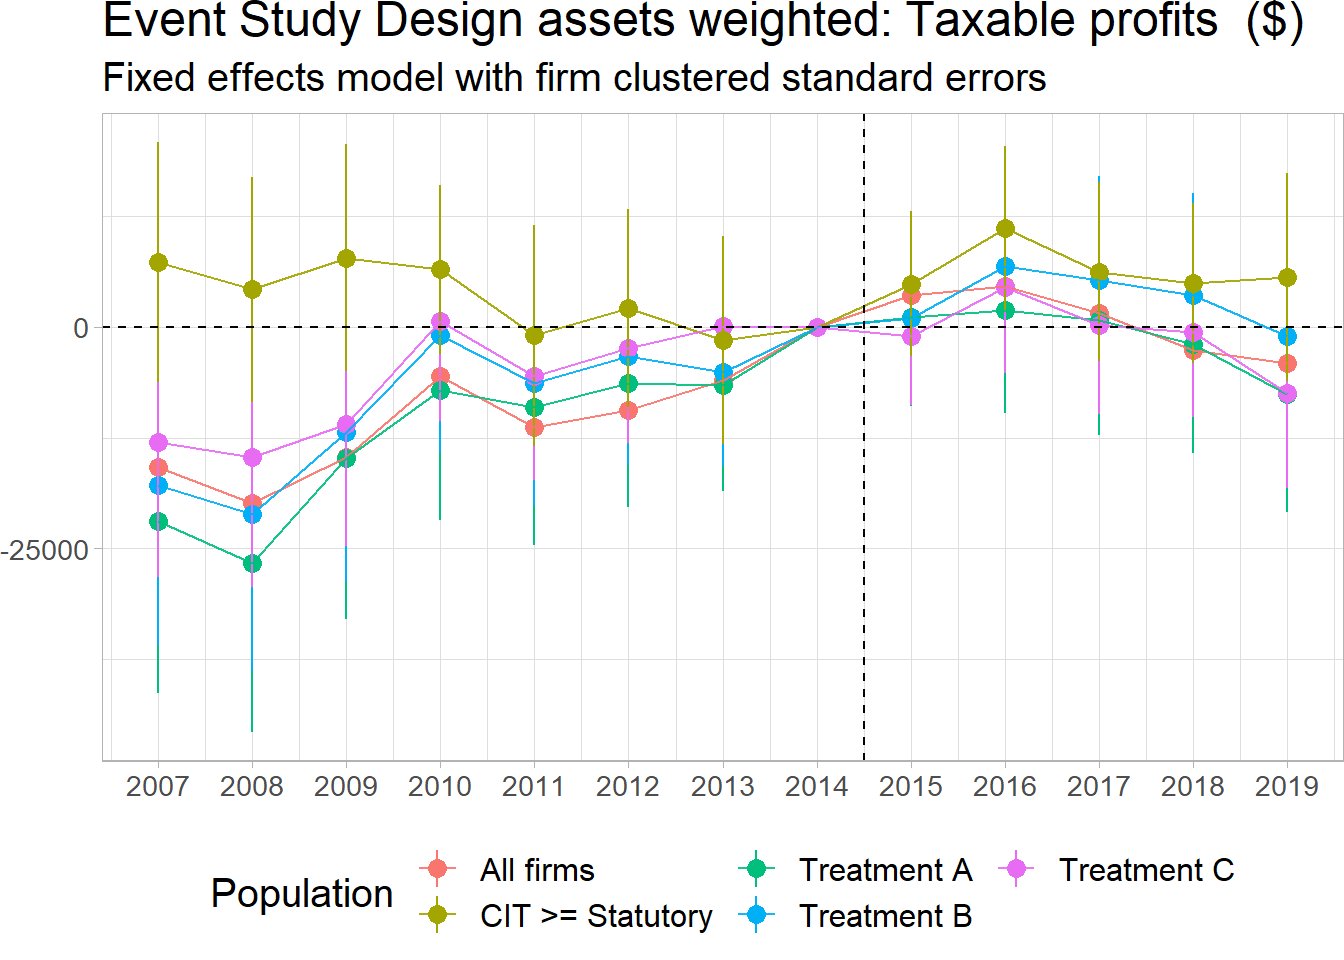 Event Study Design assets weighted: Taxable profits ($)
Fixed effects model with firm clustered standard errors
0
-25000
2007 2008 2009 2010 2011 2012 2013 2014 2015 2016 2017 2018 2019
Population
All firms
CIT >= Statutory
Treatment A
Treatment B
Treatment C